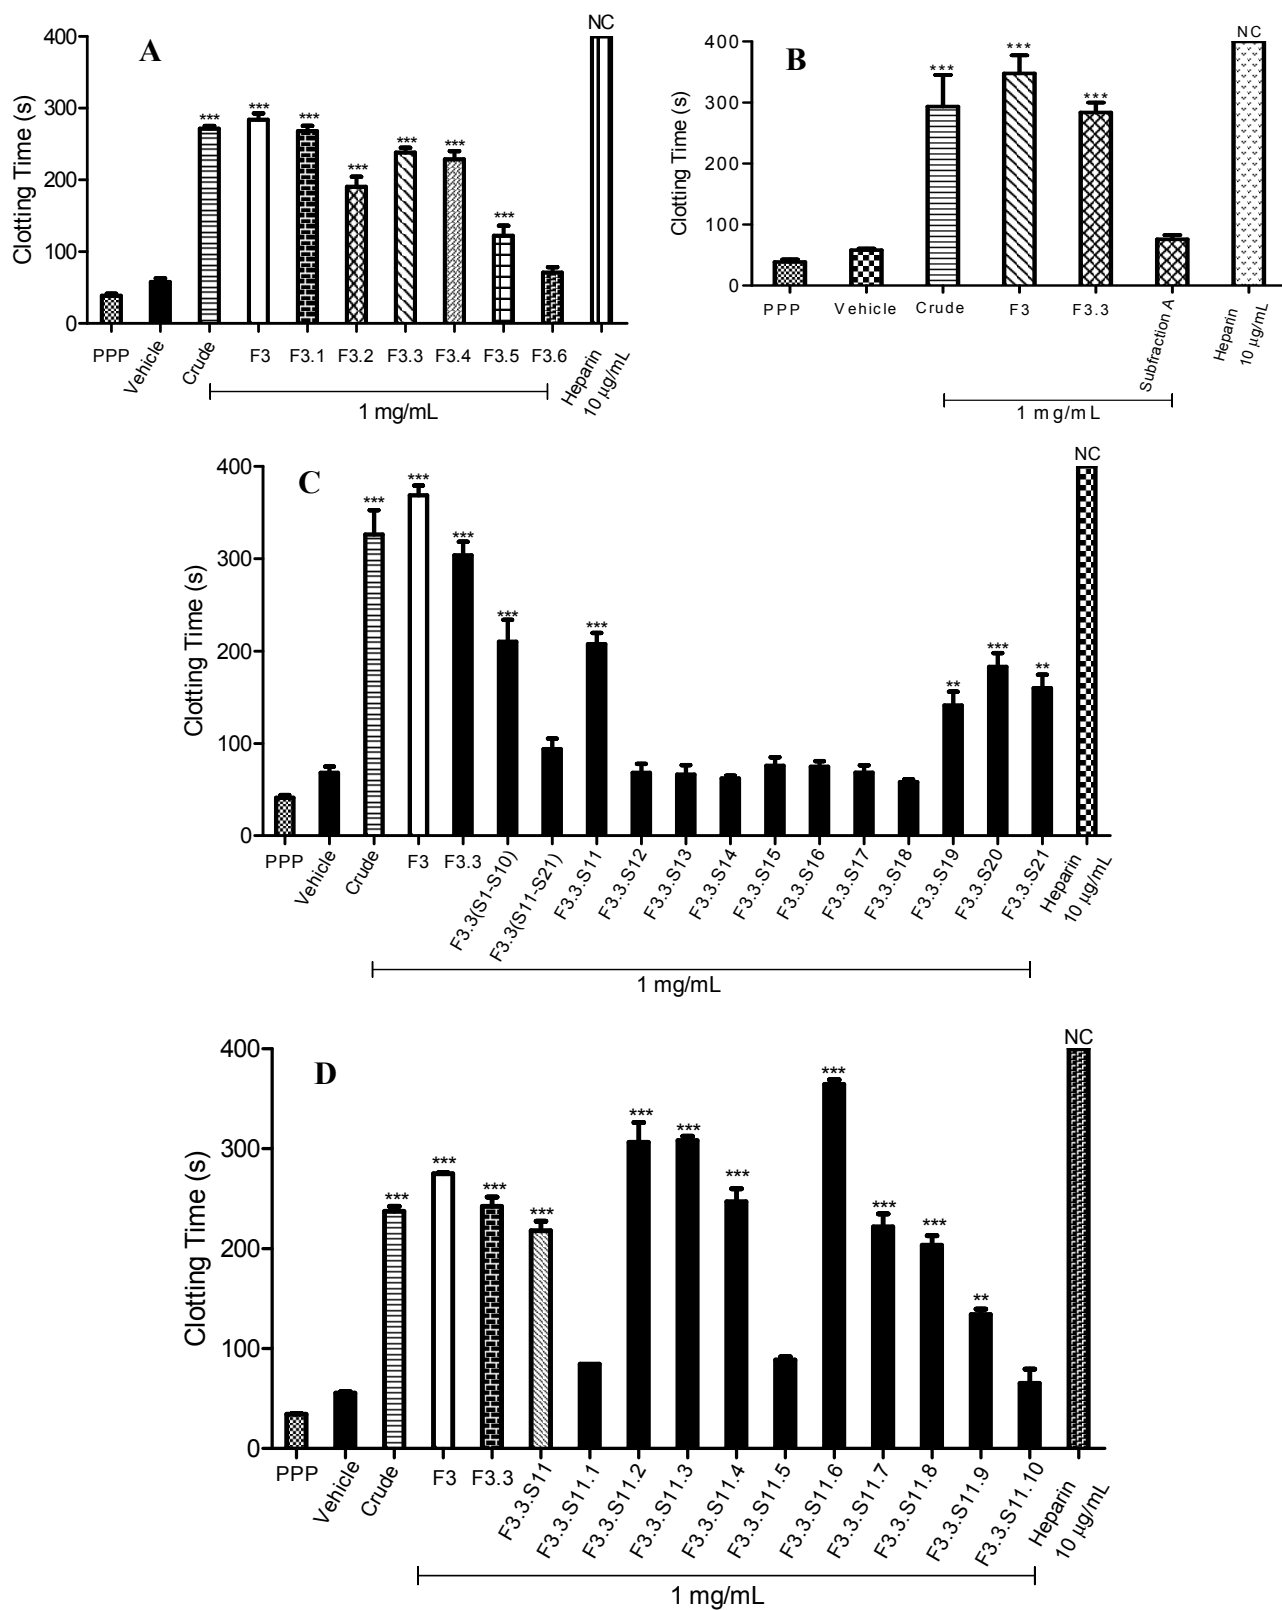 A
Clotting Time (s)
400
300
200
100
0
NC
***
***
***
***
***
***
***
PPP
Vehicle
Crude
F3
F3.1
F3.2
F3.3
F3.4
F3.5
F3.6
Heparin
10 µg/mL
1 mg/mL
B
Clotting Time (s)
400
300
200
100
0
***
***
***
NC
PPP
Vehicle
Crude
F3
F3.3
Subfraction A
Heparin
10 µg/mL
1 mg/mL
C
Clotting Time (s)
400
300
200
100
0
***
***
***
***
***
**
***
**
NC
PPP
Vehicle
Crude
F3
F3.3
F3.3(S1-S10)
F3.3(S11-S21)
F3.3.S11
F3.3.S12
F3.3.S13
F3.3.S14
F3.3.S15
F3.3.S16
F3.3.S17
F3.3.S18
F3.3.S19
F3.3.S20
F3.3.S21
Heparin
10 µg/mL
1 mg/mL
D
Clotting Time (s)
400
300
200
100
0
***
***
***
***
***
***
***
***
***
***
**
NC
PPP
Vehicle
Crude
F3
F3.3
F3.3.S11
F3.3.S11.1
F3.3.S11.2
F3.3.S11.3
F3.3.S11.4
F3.3.S11.5
F3.3.S11.6
F3.3.S11.7
F3.3.S11.8
F3.3.S11.9
F3.3.S11.10
Heparin
10 µg/mL
1 mg/mL